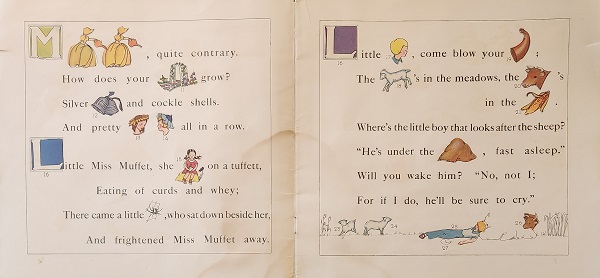 M , quite contrary.
How does your grow?
Silver and cockle shells.
And pretty all in a row.
Little Miss Muffet, she on a tuffett,
Eating of curds and whey;
There came a little , who sat down beside her,
And frightened Miss Muffet away.
Little , come blow your ;
The 's in the meadows, the 's
in the .
Where's the little boy that looks after the sheep?
"He's under the , fast asleep."
Will you wake him? "No, not I;
For if I do, he'll be sure to cry."